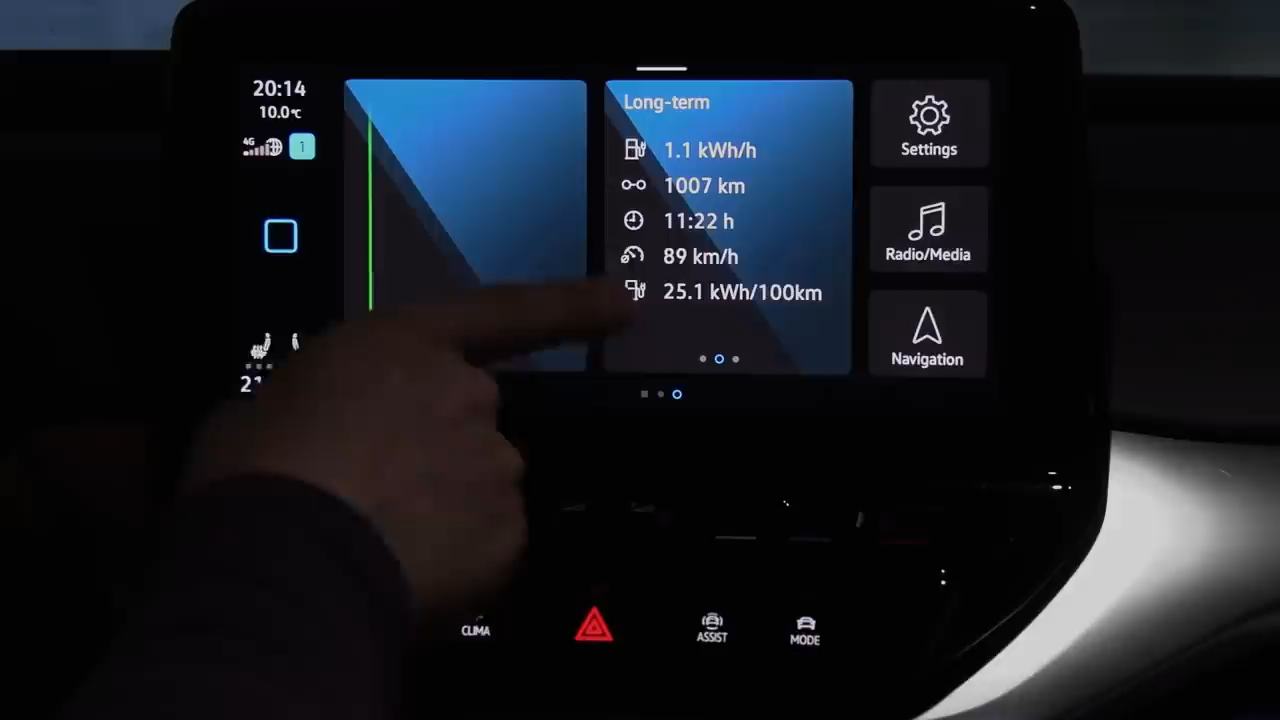 20:14
10.0°C
4G
1
21
Long-term
1.1 kWh/h
1007 km
11:22 h
89 km/h
25.1 kWh/100km
Settings
Radio/Media
Navigation
CLIMA
ASSIST
MODE